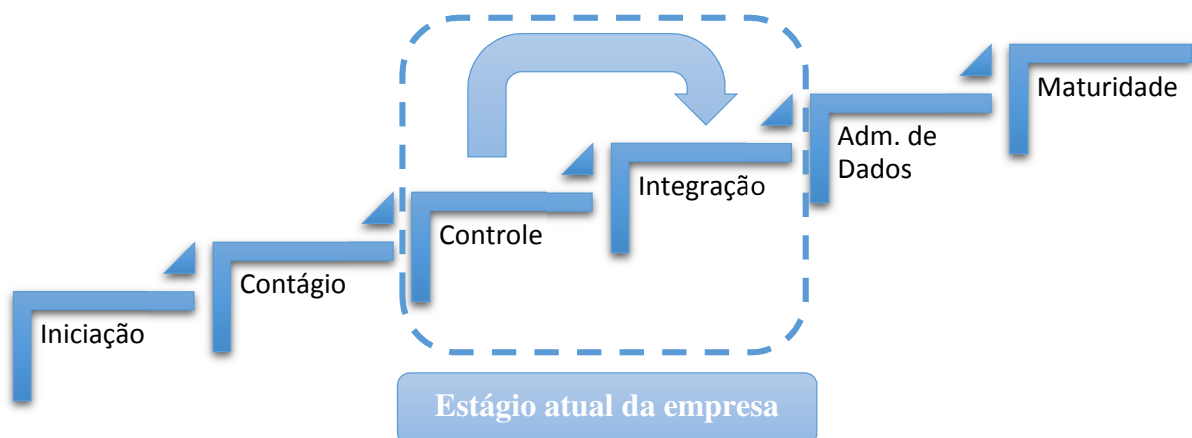 Iniciação
Contágio
Controle
Integração
Adm. de
Dados
Maturidade
Estágio atual da empresa